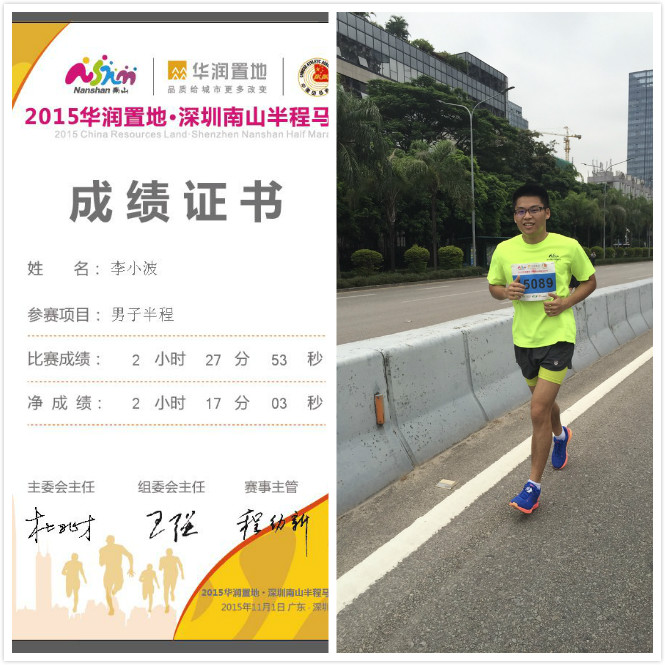 Nanshan 南山
华润置地
品质给城市更多改变
2015华润置地·深圳南山半程马
2015 China Resources Land·Shenzhen Nanshan Half Mara
成绩证书
姓 名： 李小波
参赛项目： 男子半程
比赛成绩： 2 小时 27 分 53 秒
净 成 绩： 2 小时 17 分 03 秒
主委会主任 组委会主任 赛事主管
王强 程幼新
2015华润置地·深圳南山半程马
2015年11月1日 广东·深圳
5089